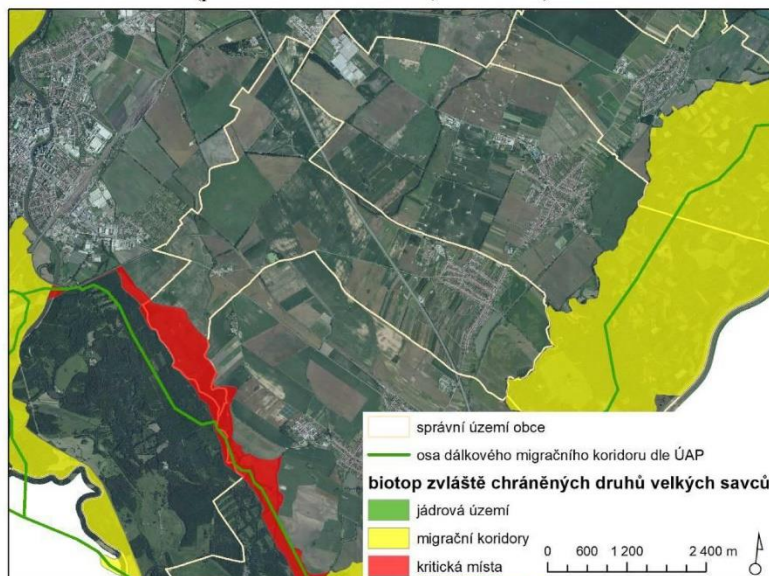 správní území obce
osa dálkového migračního koridoru dle ÚAP
biotop zvláště chráněných druhů velkých savců
jádrová území
migrační koridory
kritická místa
0 600 1 200 2 400 m